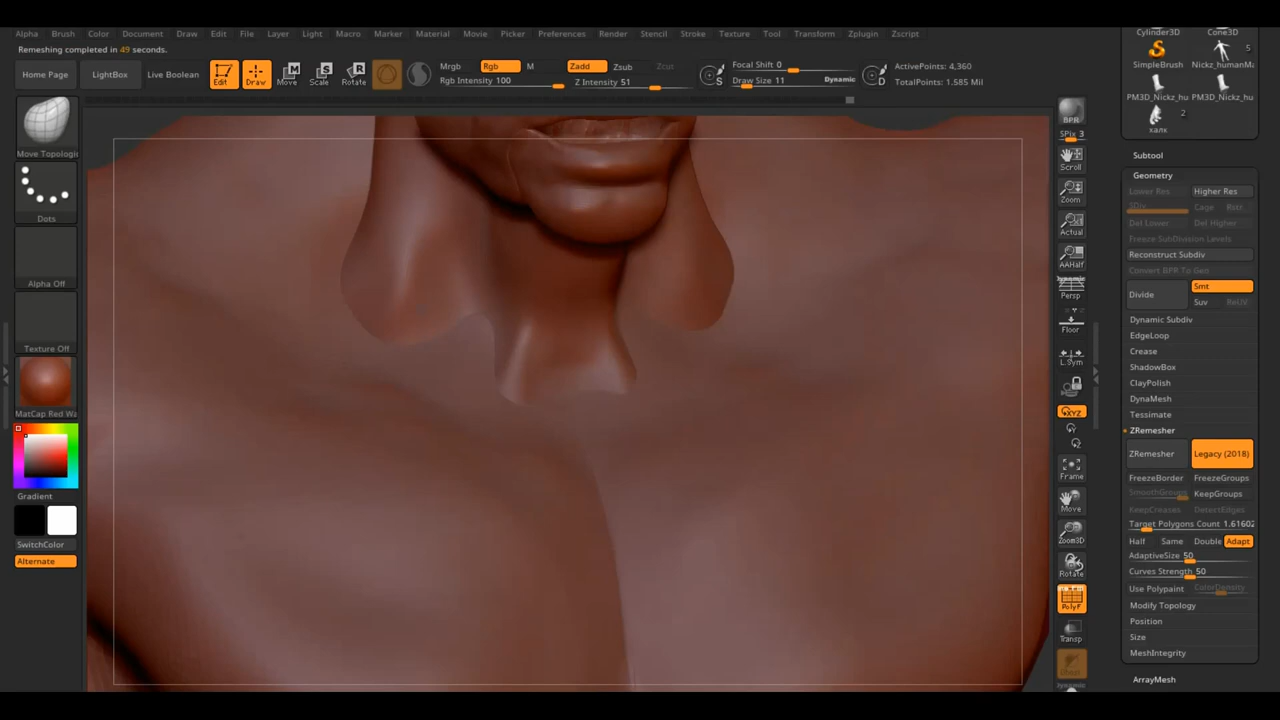 Alpha Brush Color Document Draw Edit File Layer Light Macro Marker Material Movie Picker Preferences Render Stencil Stroke Texture Tool Transform Zplugin Zscript
Remeshing completed in 49 seconds.
Home Page LightBox Live Boolean Edit Draw Move Scale Rotate
Mrgb Rgb M Zadd Zsub Zcut
Rgb Intensity 100 Z Intensity 51
Focal Shift 0
Draw Size 11 Dynamic
ActivePoints: 4,360
TotalPoints: 1.585 Mil
Move Topologic
Dots
Alpha Off
Texture Off
MatCap Red Wa
Gradient
SwitchColor
Alternate
BPR
SPix 3
Scroll
Zoom
Actual
AAHalf
Dynamic
Persp
Floor
L.Sym
XYZ
Frame
Move
Zoom3D
Rotate
PolyF
Transp
Dynamic
Cylinder3D Cone3D
5
SimpleBrush Nickz_humanMa
PM3D_Nickz_hu PM3D_Nickz_hu
2
халк
Subtool
Geometry
Lower Res Higher Res
SDiv Cage Rstr
Del Lower Del Higher
Freeze SubDivision Levels
Reconstruct Subdiv
Convert BPR To Geo
Divide Smt
Suv ReUV
Dynamic Subdiv
EdgeLoop
Crease
ShadowBox
ClayPolish
DynaMesh
Tessimate
ZRemesher
ZRemesher Legacy (2018)
FreezeBorder FreezeGroups
SmoothGroups KeepGroups
KeepCreases DetectEdges
Target Polygons Count 1.61602
Half Same Double Adapt
AdaptiveSize 50
Curves Strength 50
Use Polypaint ColorDensity
Modify Topology
Position
Size
MeshIntegrity
ArrayMesh